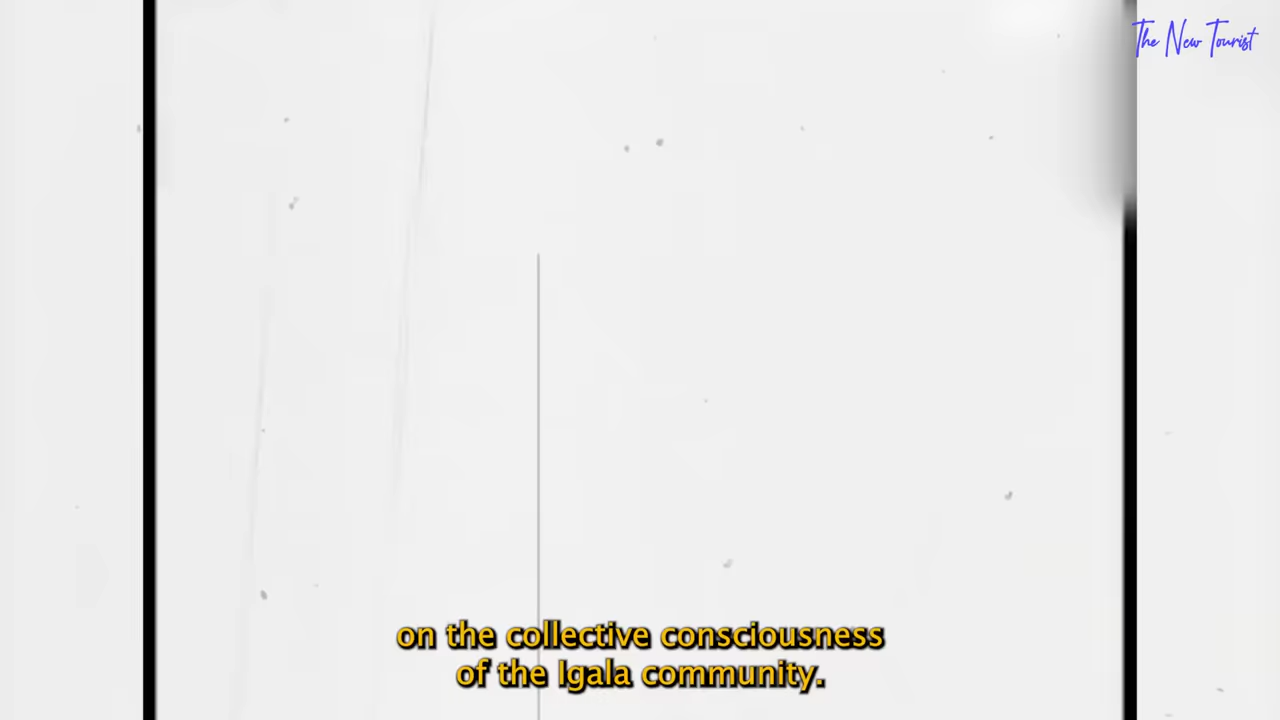 The New Tourist
on the collective consciousness
of the Igala community.